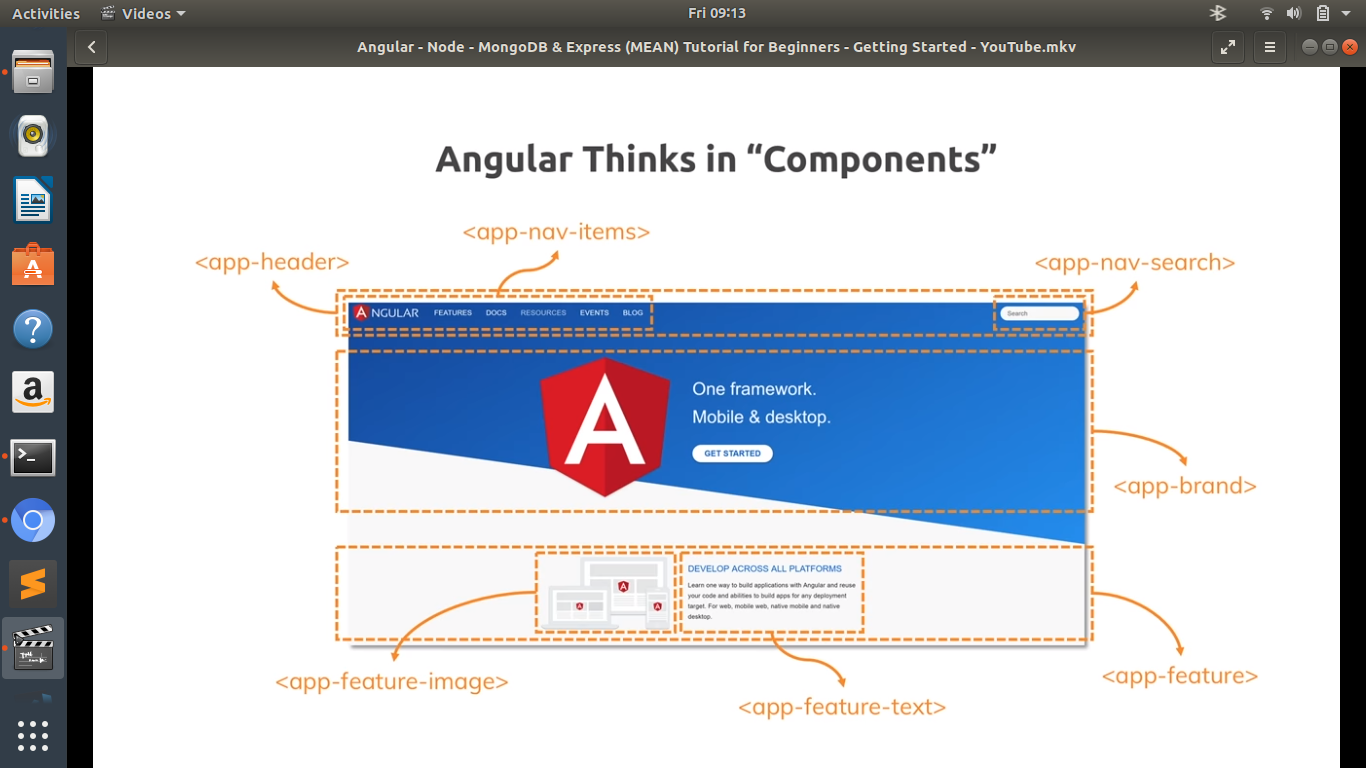 Activities
Videos
Fri 09:13
Angular - Node - MongoDB & Express (MEAN) Tutorial for Beginners - Getting Started - YouTube.mkv
Angular Thinks in “Components”
<app-nav-items>
<app-header>
<app-nav-search>
ANGULAR FEATURES DOCS RESOURCES EVENTS BLOG
Search
One framework.
Mobile & desktop.
GET STARTED
<app-brand>
DEVELOP ACROSS ALL PLATFORMS
Learn one way to build applications with Angular and reuse
your code and abilities to build apps for any deployment
target. For web, mobile web, native mobile and native
desktop.
<app-feature-image>
<app-feature>
<app-feature-text>